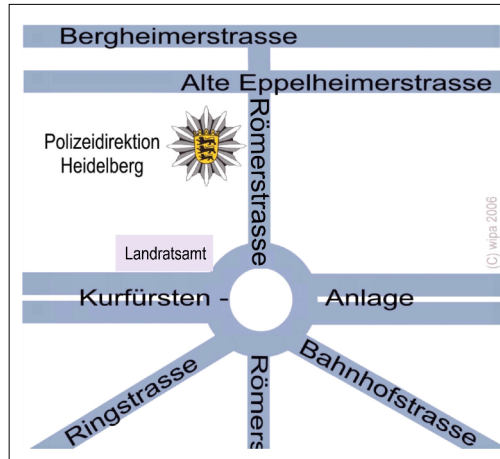 Bergheimerstrasse
Alte Eppelheimerstrasse
Römerstrasse
Polizeidirektion
Heidelberg
(C) wipa 2006
Landratsamt
Kurfürsten - Anlage
Ringstrasse
Römers
Bahnhofstrasse